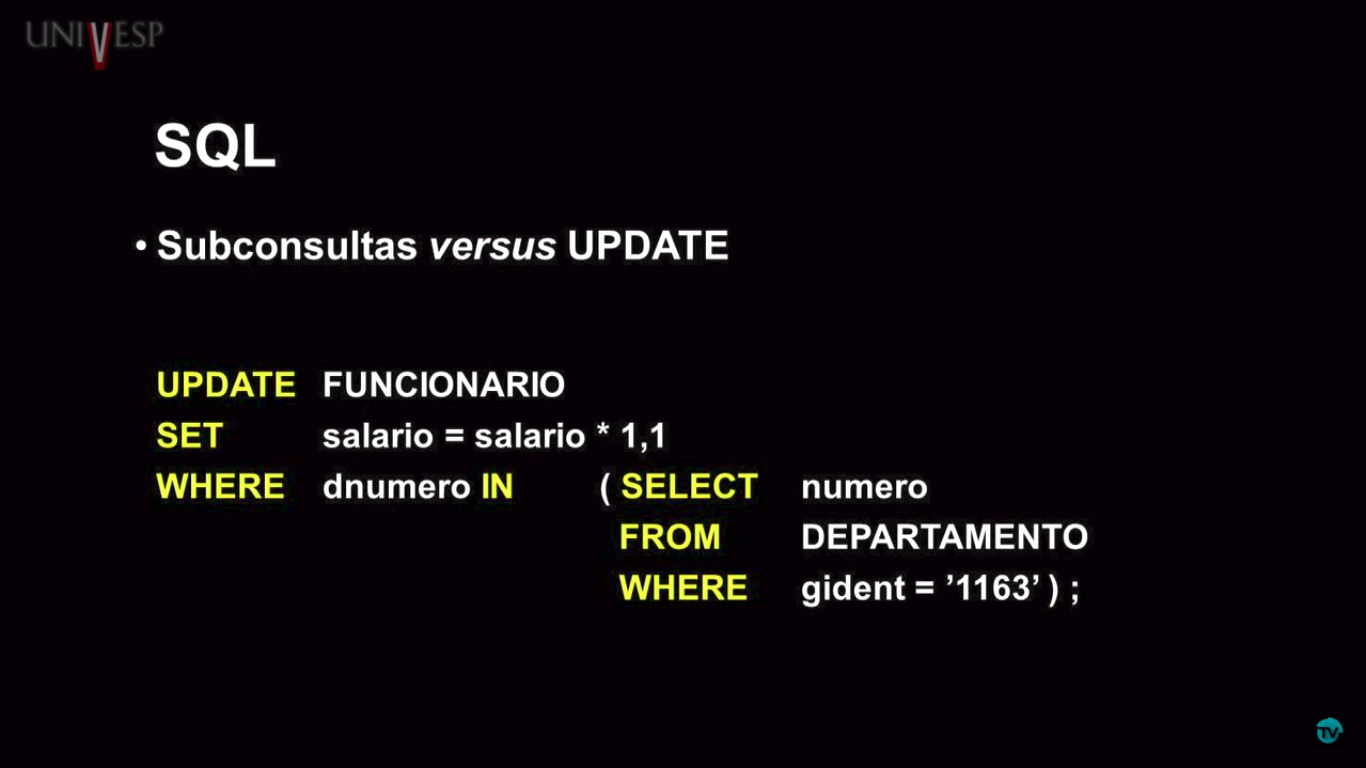 UNIVESP
SQL
• Subconsultas versus UPDATE
UPDATE FUNCIONARIO
SET salario = salario * 1,1
WHERE dnumero IN ( SELECT numero
FROM DEPARTAMENTO
WHERE gident = ’1163’ ) ;
TV